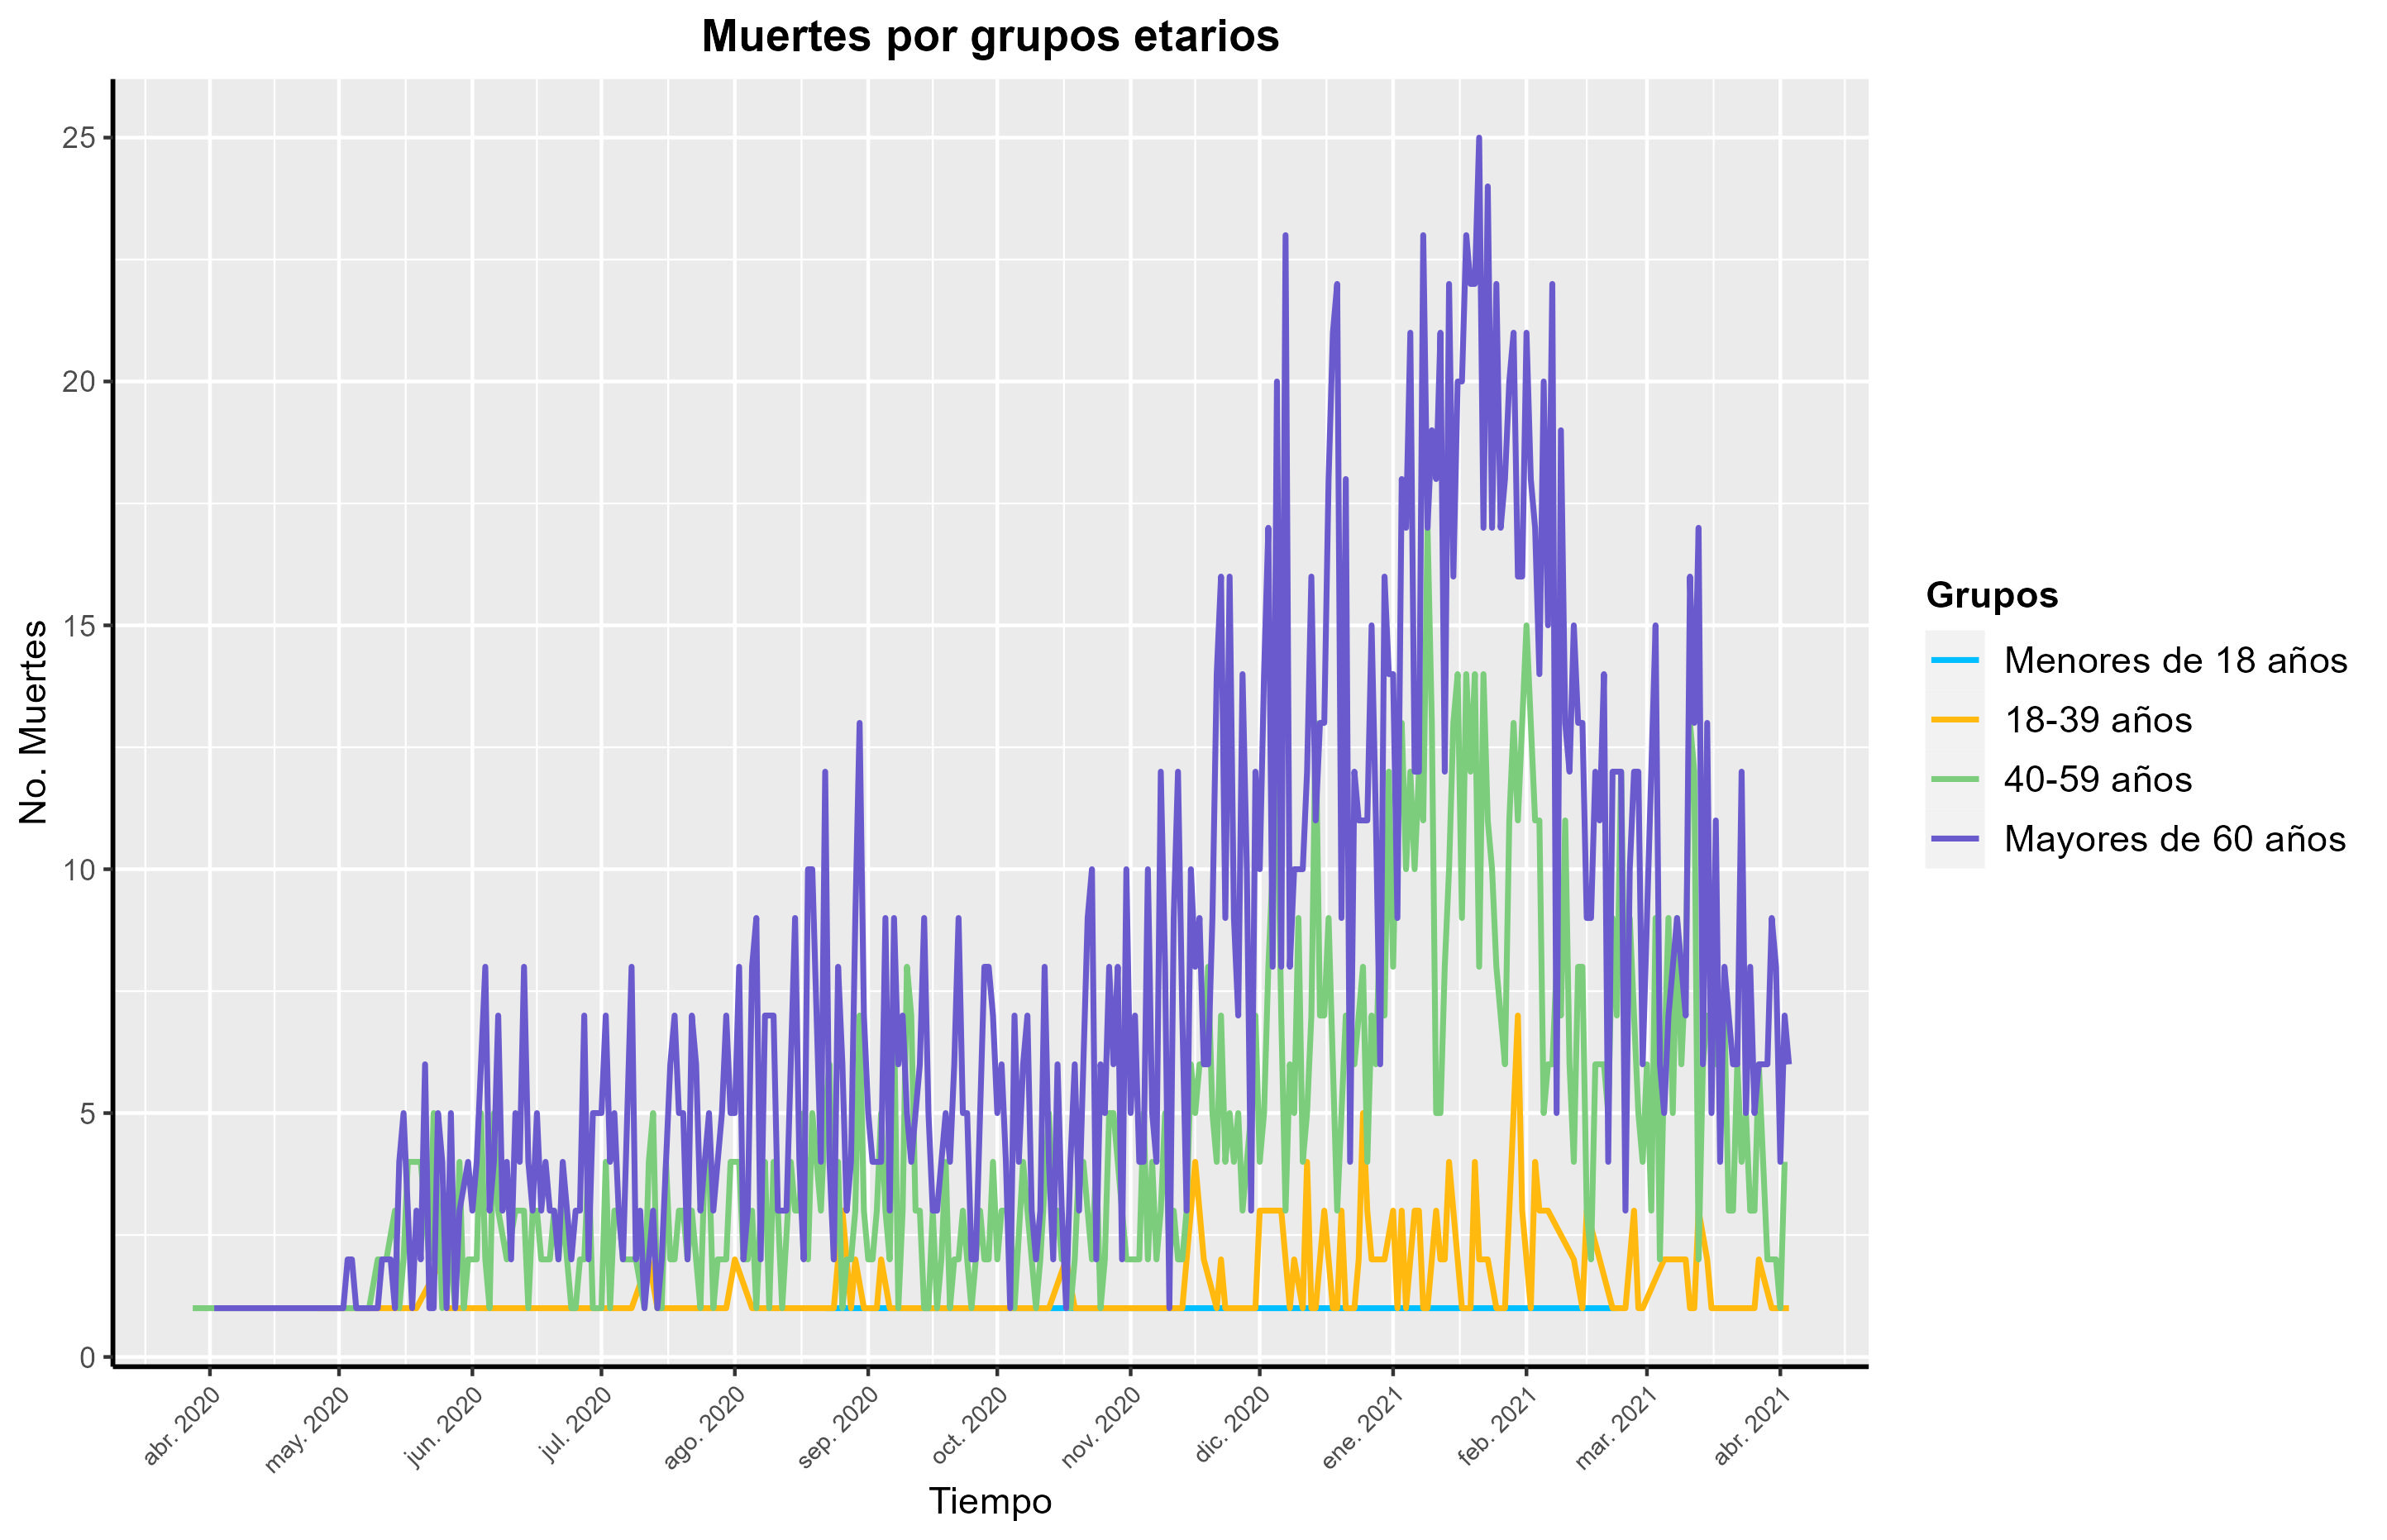 Muertes por grupos etarios
No. Muertes
25
20
15
10
5
0
abr. 2020
may. 2020
jun. 2020
jul. 2020
ago. 2020
sep. 2020
oct. 2020
nov. 2020
dic. 2020
ene. 2021
feb. 2021
mar. 2021
abr. 2021
Tiempo
Grupos
Menores de 18 años
18-39 años
40-59 años
Mayores de 60 años